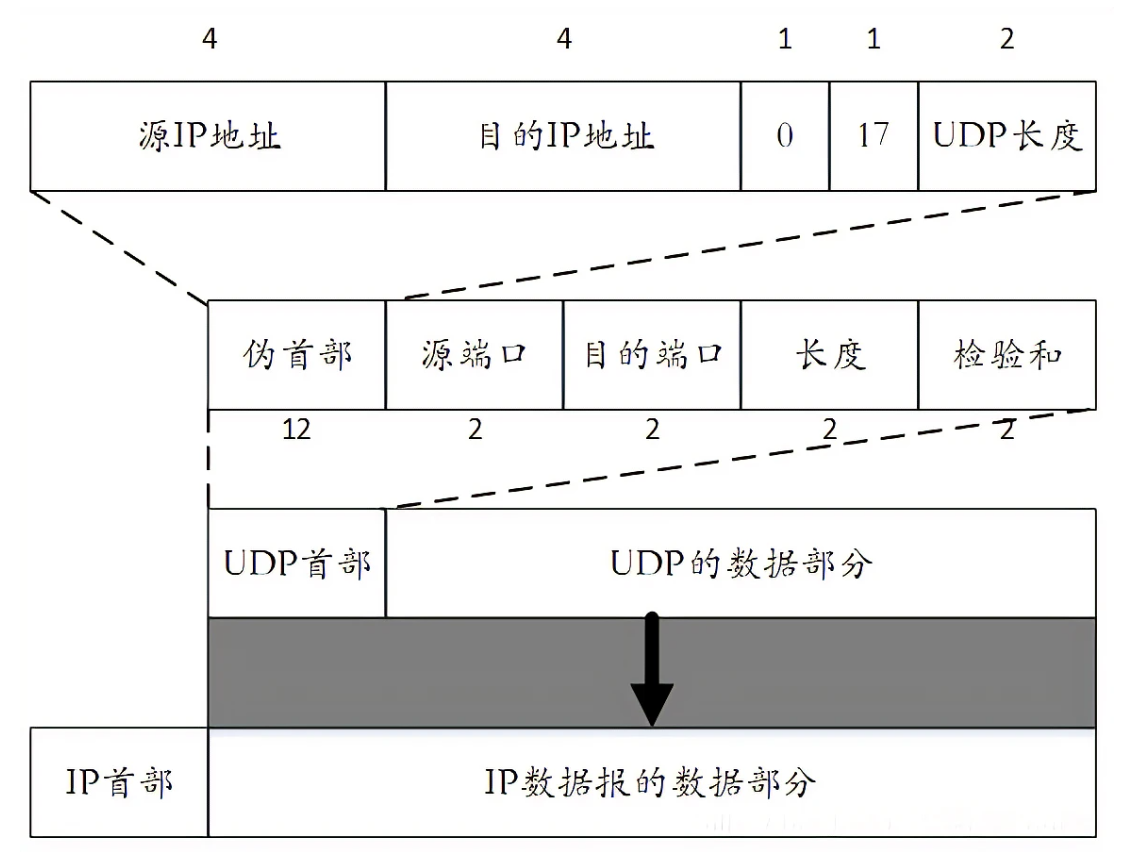 4 4 1 1 2
源IP地址 目的IP地址 0 17 UDP长度
伪首部 源端口 目的端口 长度 检验和
12 2 2 2 2
UDP首部 UDP的数据部分
IP首部 IP数据报的数据部分